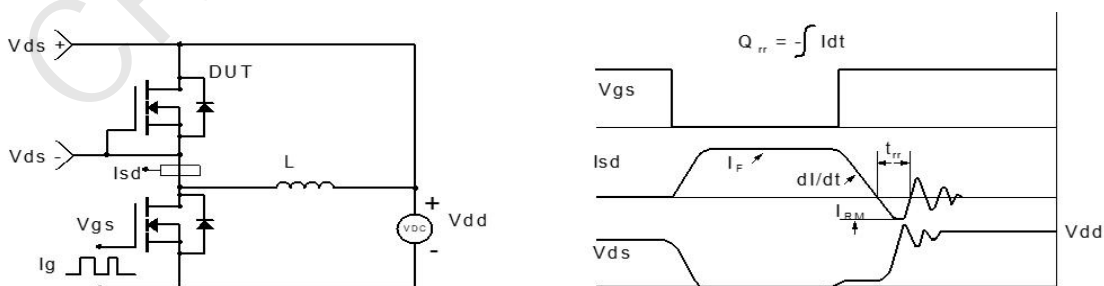 Vds +
DUT
Vds -
Isd
L
Vgs
Ig
+
VDC
-
Vdd
Q rr = -∫ Idt
Vgs
Isd
I F
dI/dt
t rr
I RM
Vds
Vdd